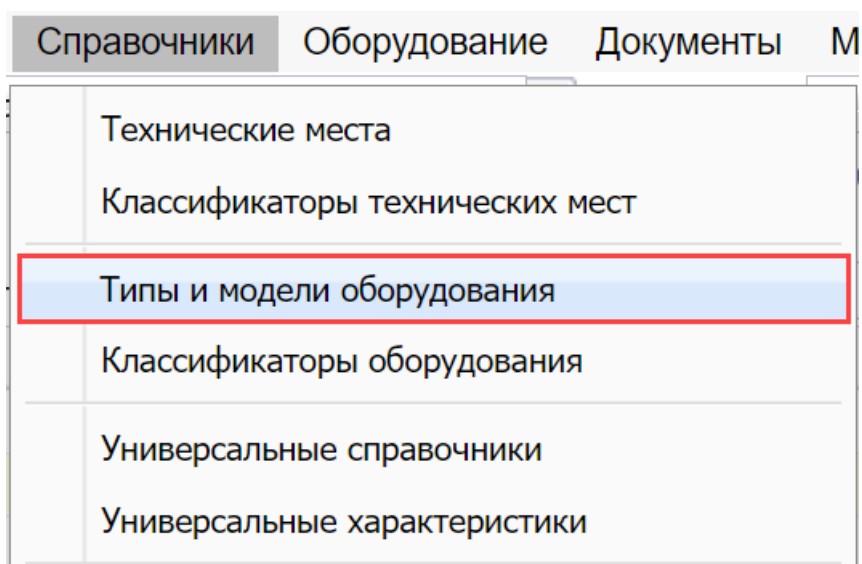 Справочники Оборудование Документы М
Технические места
Классификаторы технических мест
Типы и модели оборудования
Классификаторы оборудования
Универсальные справочники
Универсальные характеристики